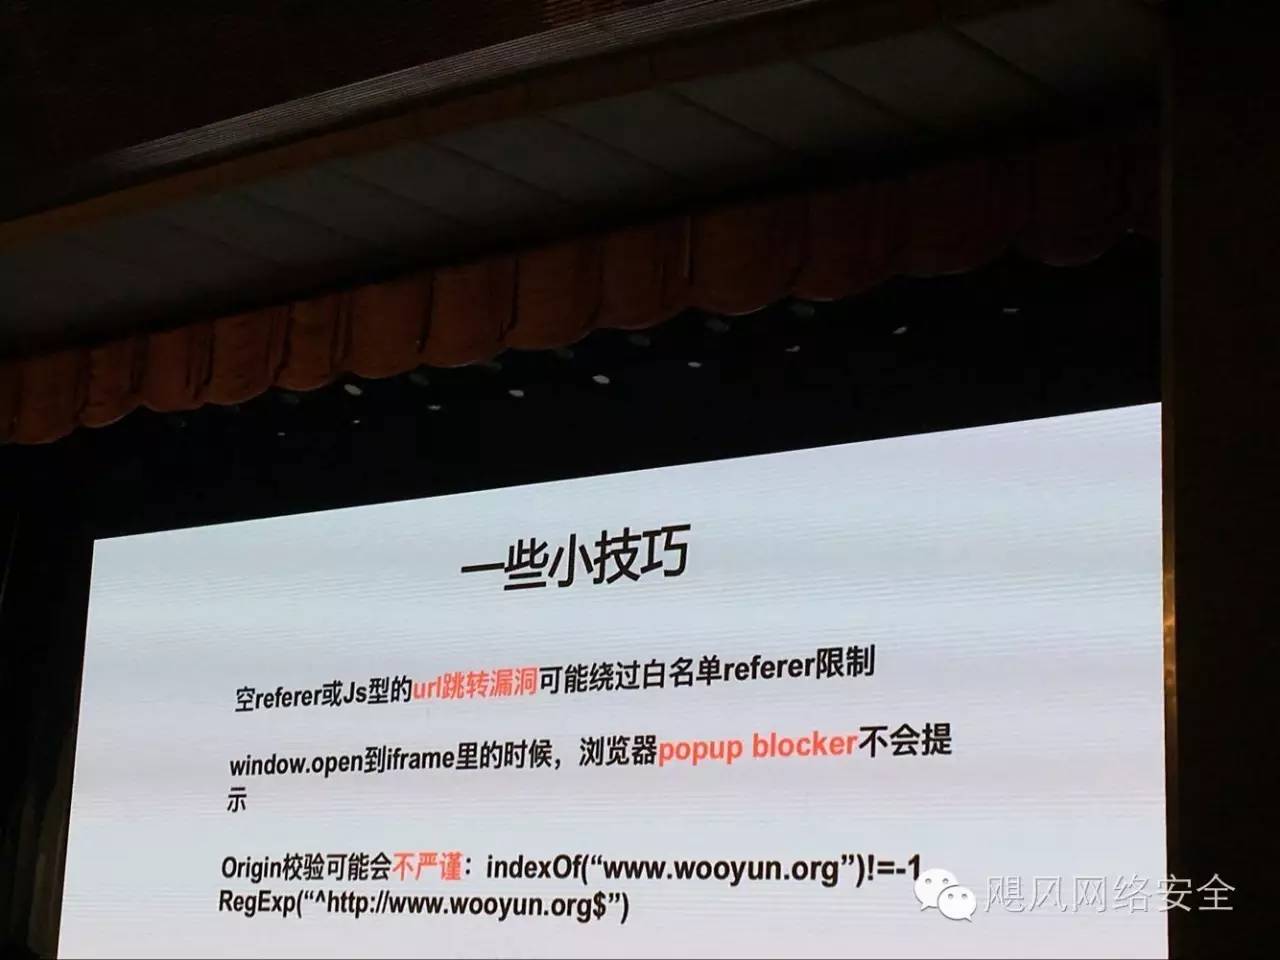 一些小技巧
空referer或Js型的url跳转漏洞可能绕过白名单referer限制
window.open到iframe里的时候，浏览器popup blocker不会提
示
Origin校验可能会不严谨：indexOf(“www.wooyun.org”)!=-1
RegExp(“^http://www.wooyun.org$”)
飓风网络安全